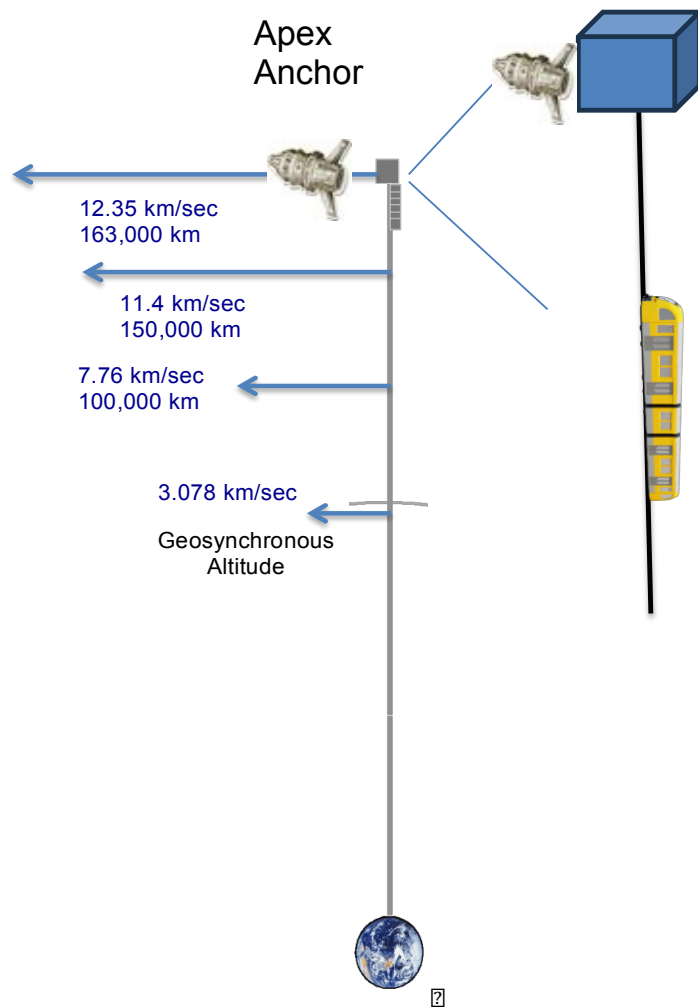 Apex
Anchor
12.35 km/sec
163,000 km
11.4 km/sec
150,000 km
7.76 km/sec
100,000 km
3.078 km/sec
Geosynchronous
Altitude